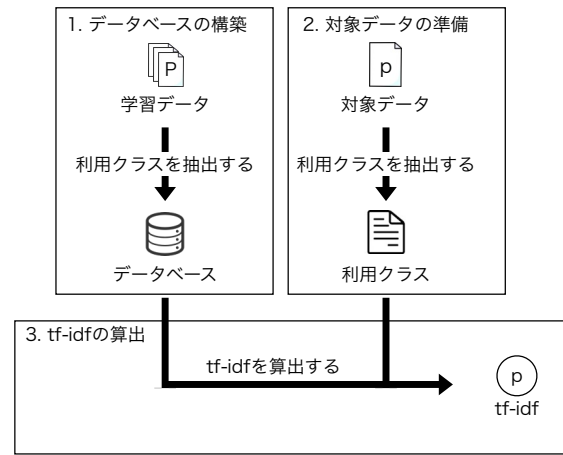 1. データベースの構築
P
学習データ
利用クラスを抽出する
データベース
2. 対象データの準備
p
対象データ
利用クラスを抽出する
利用クラス
3. tf-idfの算出
tf-idfを算出する
p
tf-idf